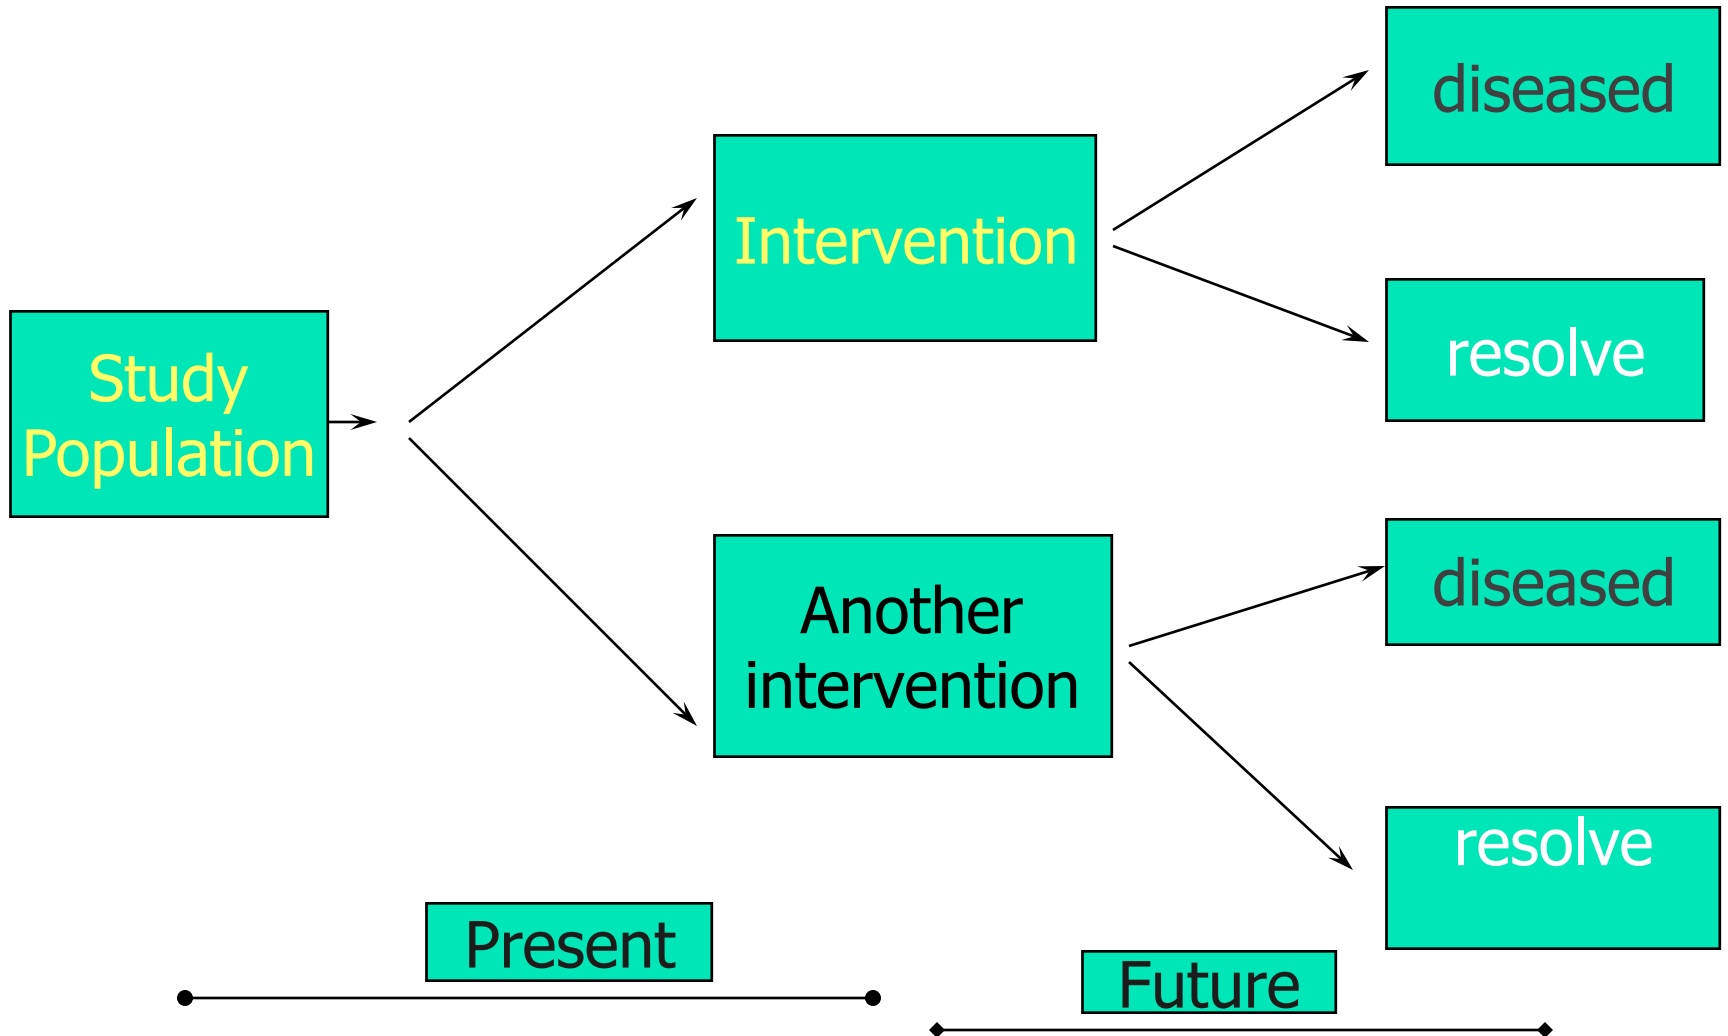 diseased
Intervention
resolve
Study
Population
diseased
Another
intervention
resolve
Present
Future